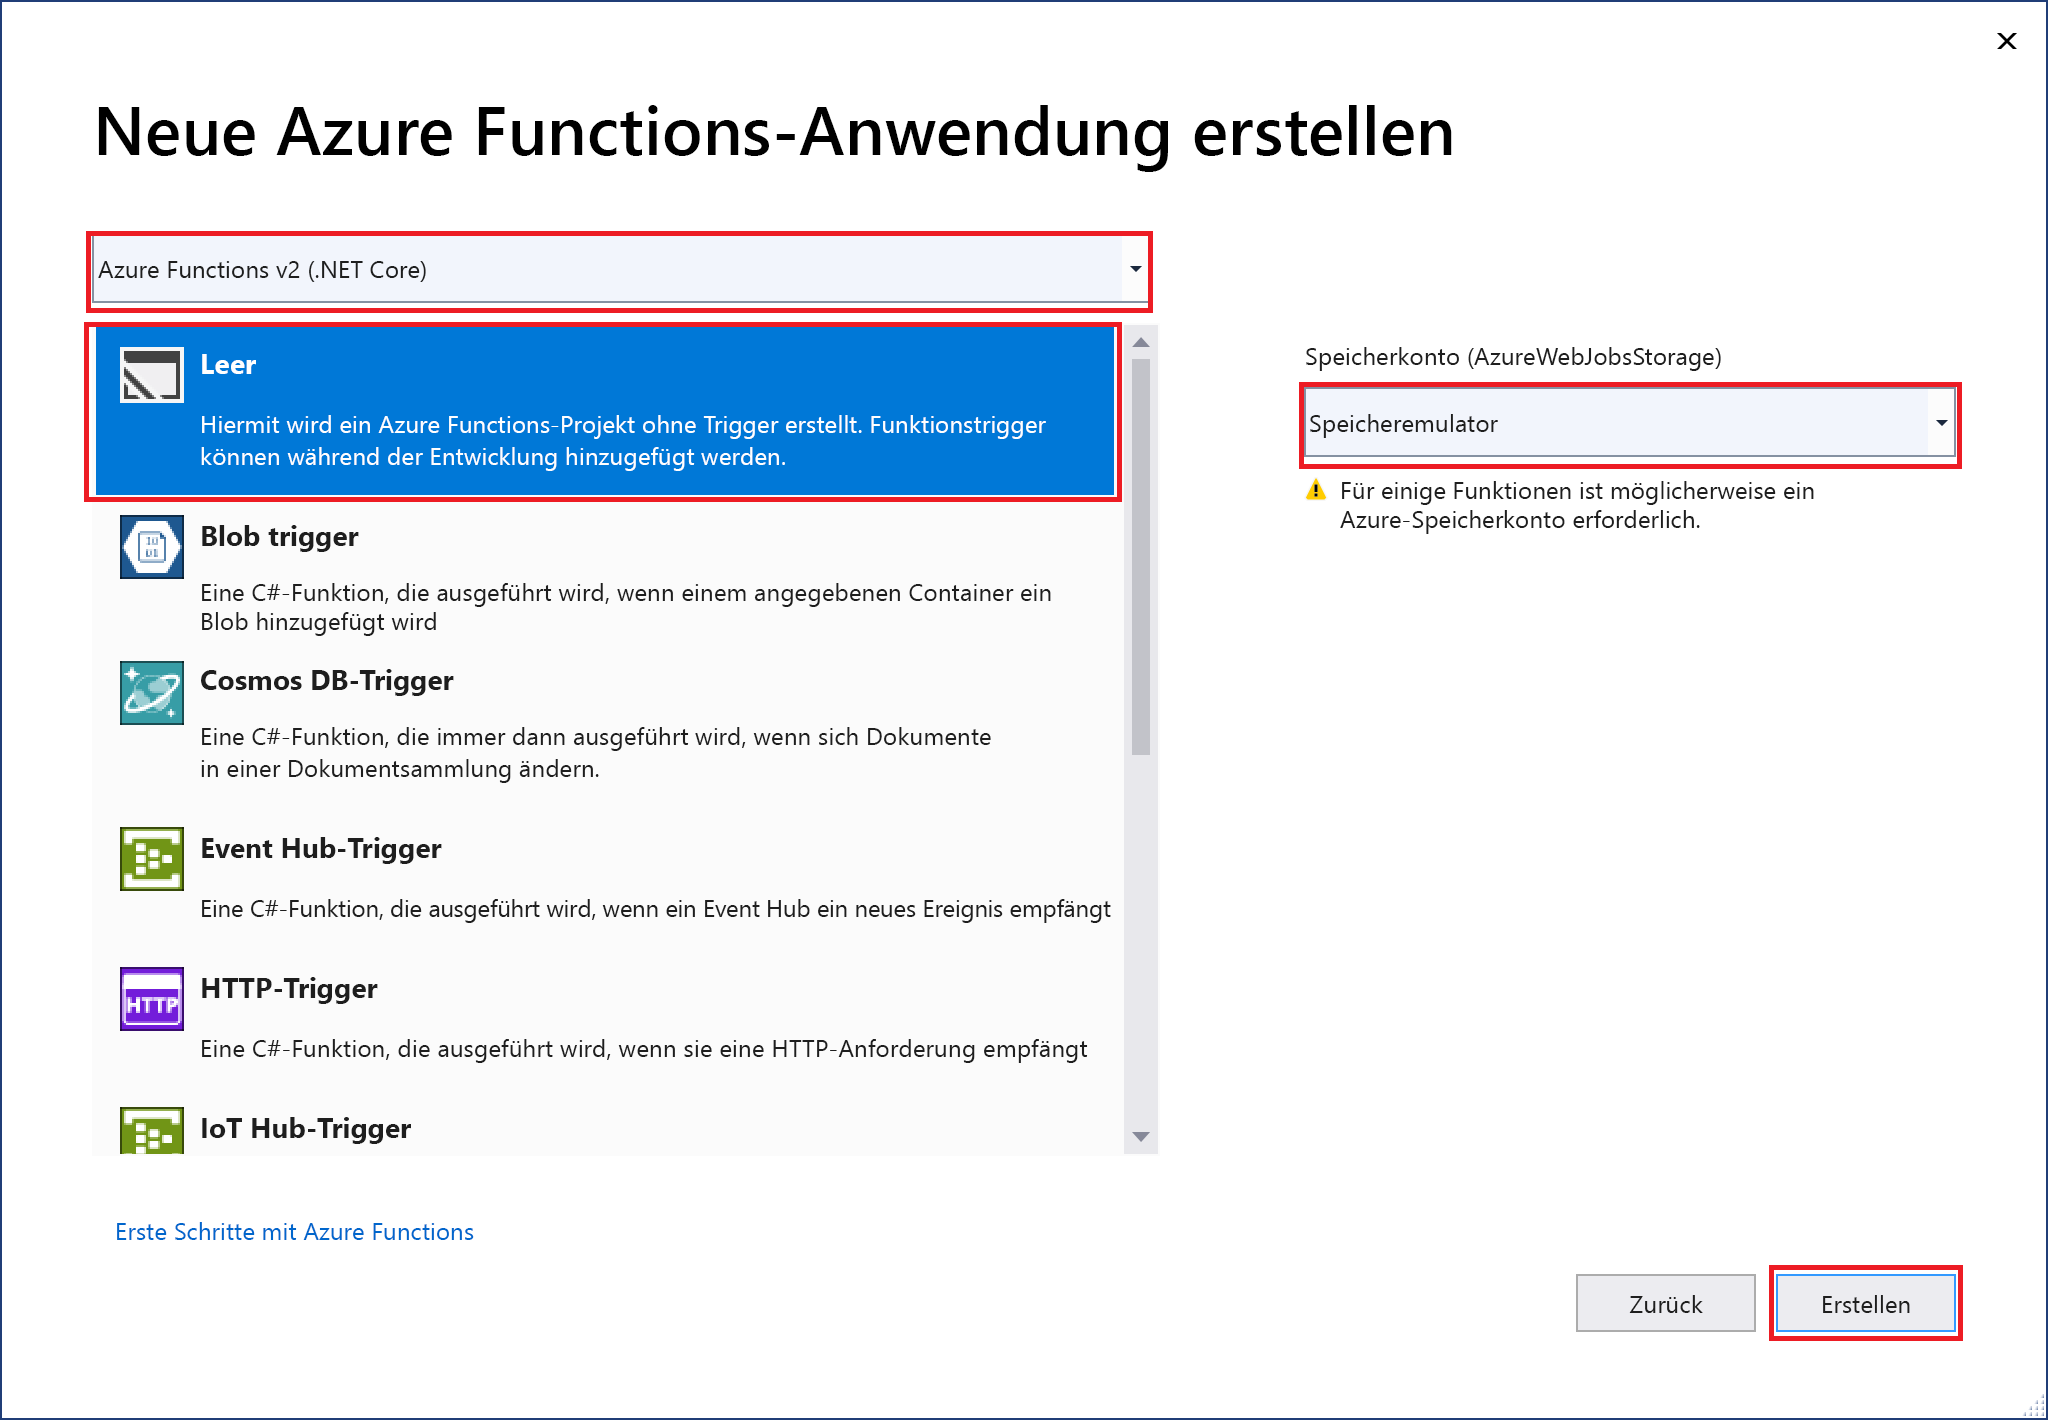 Neue Azure Functions-Anwendung erstellen
Azure Functions v2 (.NET Core)
Leer
Hiermit wird ein Azure Functions-Projekt ohne Trigger erstellt. Funktionstrigger
können während der Entwicklung hinzugefügt werden.
Blob trigger
Eine C#-Funktion, die ausgeführt wird, wenn einem angegebenen Container ein
Blob hinzugefügt wird
Cosmos DB-Trigger
Eine C#-Funktion, die immer dann ausgeführt wird, wenn sich Dokumente
in einer Dokumentsammlung ändern.
Event Hub-Trigger
Eine C#-Funktion, die ausgeführt wird, wenn ein Event Hub ein neues Ereignis empfängt
HTTP
HTTP-Trigger
Eine C#-Funktion, die ausgeführt wird, wenn sie eine HTTP-Anforderung empfängt
IoT Hub-Trigger
Speicherkonto (AzureWebJobsStorage)
Speicheremulator
Für einige Funktionen ist möglicherweise ein
Azure-Speicherkonto erforderlich.
Erste Schritte mit Azure Functions
Zurück
Erstellen